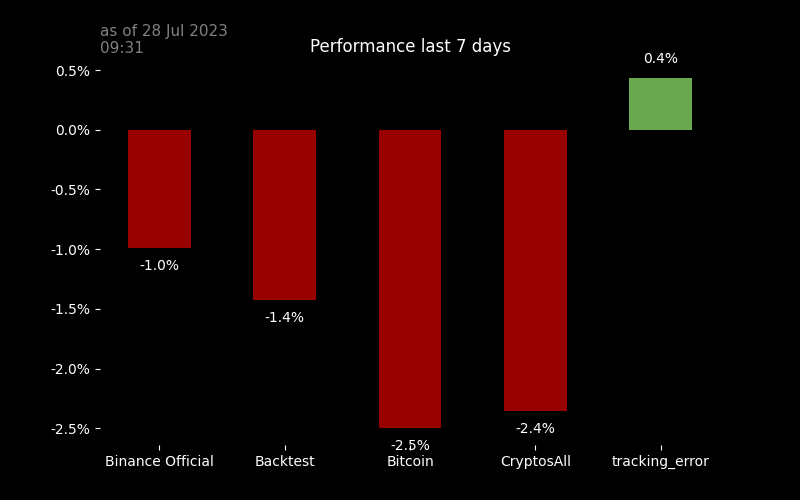 as of 28 Jul 2023
09:31
Performance last 7 days
0.4%
0.5%
0.0%
-0.5%
-1.0%
-1.0%
-1.4%
-1.5%
-2.0%
-2.5%
-2.4%
-2.5%
Binance Official
Backtest
Bitcoin
CryptosAll
tracking_error